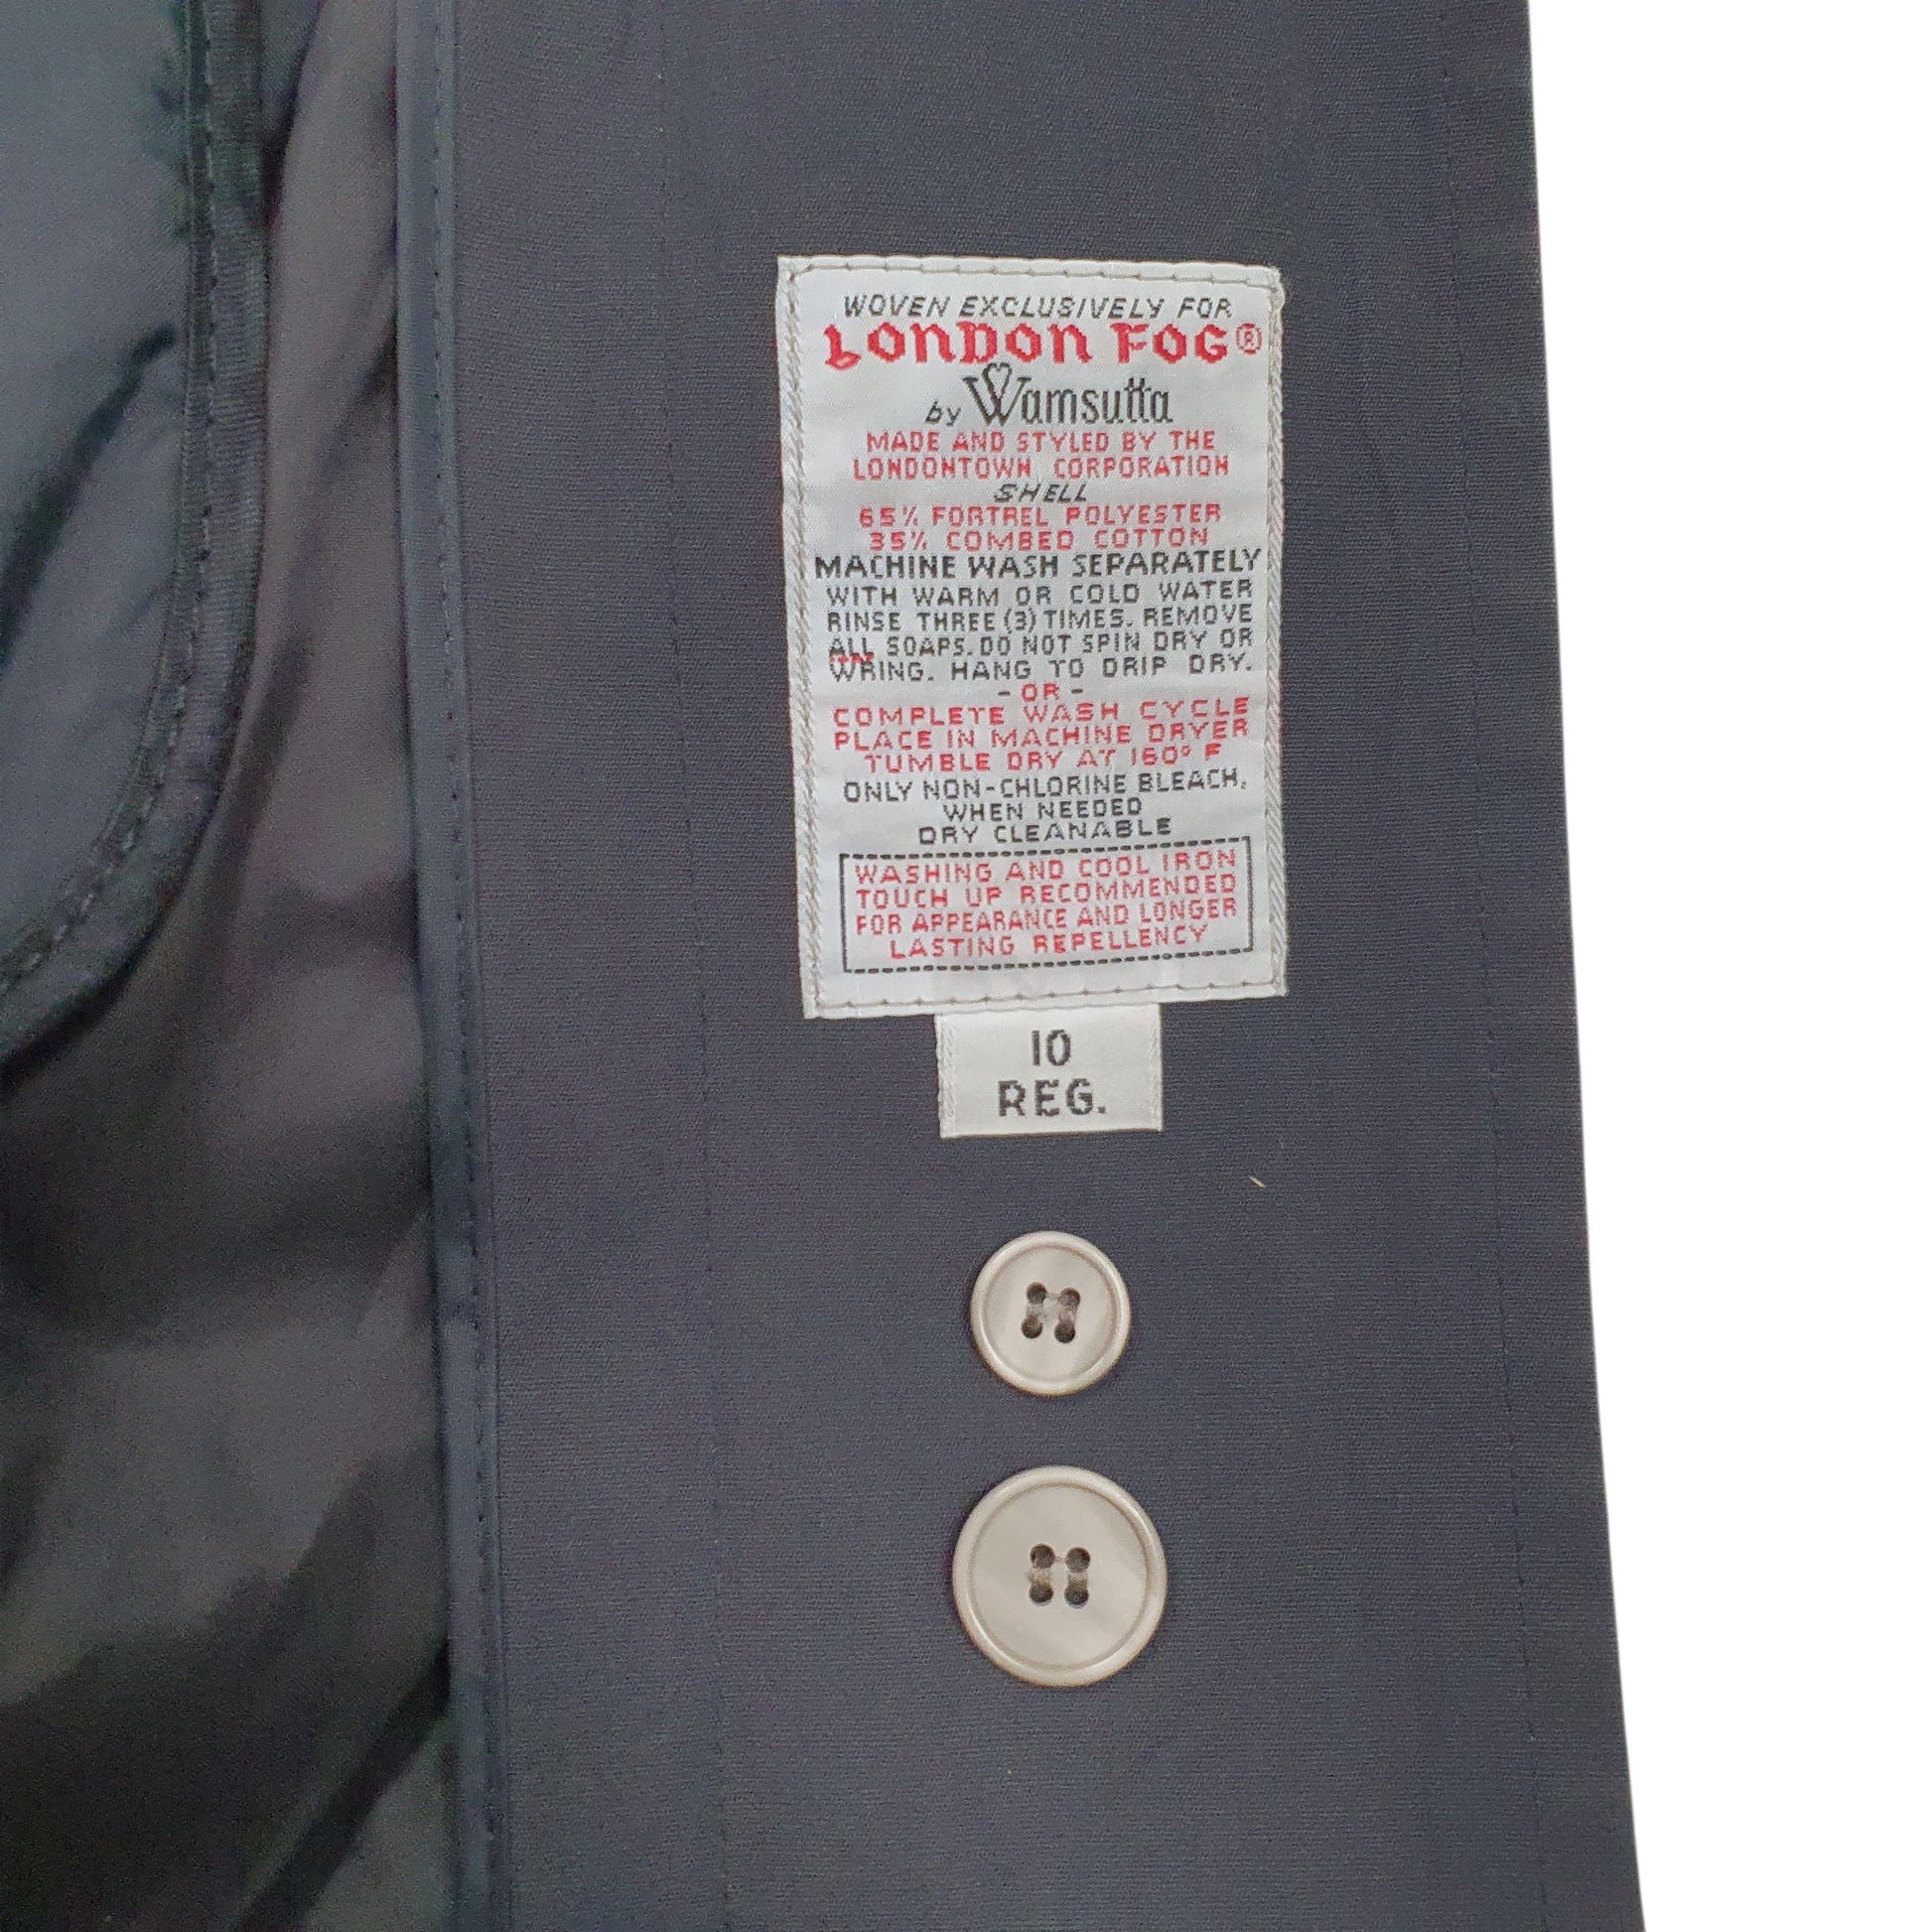 WOVEN EXCLUSIVELY FOR
LONDON FOG®
by Wamsutta
MADE AND STYLED BY THE
LONDONTOWN CORPORATION
SHELL
65% FORTREL POLYESTER
35% COMBED COTTON
MACHINE WASH SEPARATELY
WITH WARM OR COLD WATER
RINSE THREE (3) TIMES. REMOVE
ALL SOAPS. DO NOT SPIN DRY OR
WRING. HANG TO DRIP DRY.
- OR -
COMPLETE WASH CYCLE
PLACE IN MACHINE DRYER
TUMBLE DRY AT 160° F
ONLY NON-CHLORINE BLEACH,
WHEN NEEDED
DRY CLEANABLE
WASHING AND COOL IRON
TOUCH UP RECOMMENDED
FOR APPEARANCE AND LONGER
LASTING REPELLENCY
10
REG.